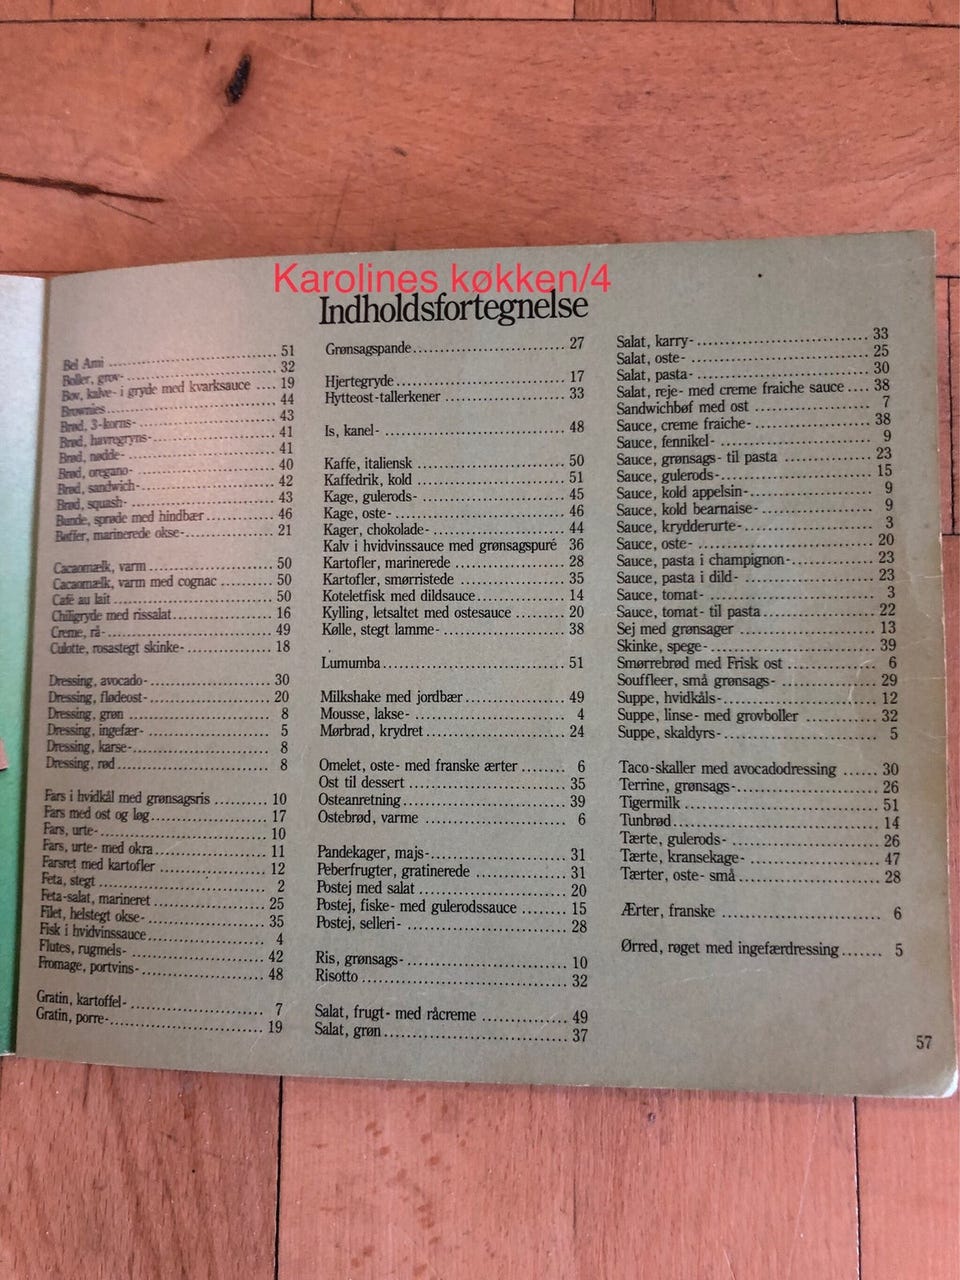 Karolines køkken/4
Indholdsfortegnelse
Bel Ami 51
Boller, grov- 32
Bov, kalve- i gryde med kvarksauce 19
Brownies 44
Brød, 3-korns- 43
Brød, havregryns- 41
Brød, nødde- 41
Brød, oregano- 40
Brød, sandwich- 42
Brød, squash- 43
Bunde, sprøde med hindbær 46
Bøffer, marinerede okse- 21
Cacaomælk, varm 50
Cacaomælk, varm med cognac 50
Café au lait 50
Chiligryde med rissalat 16
Creme, rå- 49
Culotte, rosastegt skinke- 18
Dressing, avocado- 30
Dressing, flødeost- 20
Dressing, grøn 8
Dressing, ingefær- 5
Dressing, karse- 8
Dressing, rød 8
Fars i hvidkål med grønsagsris 10
Fars med ost og løg 17
Fars, urte- 10
Fars, urte- med okra 11
Farsret med kartofler 12
Feta, stegt 2
Feta-salat, marineret 25
Filet, helstegt okse- 35
Fisk i hvidvinssauce 4
Flutes, rugmels- 42
Fromage, portvins- 48
Gratin, kartoffel- 7
Gratin, porre- 19
Grønsagspande 27
Hjertegryde 17
Hytteost-tallerkener 33
Is, kanel- 48
Kaffe, italiensk 50
Kaffedrik, kold 51
Kage, gulerods- 45
Kage, oste- 46
Kager, chokolade- 44
Kalv i hvidvinssauce med grønsagspuré 36
Kartofler, marinerede 28
Kartofler, smørristede 35
Koteletfisk med dildsauce 14
Kylling, letsaltet med ostesauce 20
Kølle, stegt lamme- 38
Lumumba 51
Milkshake med jordbær 49
Mousse, lakse- 4
Mørbrad, krydret 24
Omelet, oste- med franske ærter 6
Ost til dessert 35
Osteanretning 39
Ostebrød, varme 6
Pandekager, majs- 31
Peberfrugter, gratinerede 31
Postej med salat 20
Postej, fiske- med gulerodssauce 15
Postej, selleri- 28
Ris, grønsags- 10
Risotto 32
Salat, frugt- med råcreme 49
Salat, grøn 37
Salat, karry- 33
Salat, oste- 25
Salat, pasta- 30
Salat, reje- med creme fraiche sauce 38
Sandwichbøf med ost 7
Sauce, creme fraiche- 38
Sauce, fennikel- 9
Sauce, grønsags- til pasta 23
Sauce, gulerods- 15
Sauce, kold appelsin- 9
Sauce, kold bearnaise- 9
Sauce, krydderurte- 3
Sauce, oste- 20
Sauce, pasta i champignon- 23
Sauce, pasta i dild- 23
Sauce, tomat- 3
Sauce, tomat- til pasta 22
Sej med grønsager 13
Skinke, spege- 39
Smørrebrød med Frisk ost 6
Souffleer, små grønsags- 29
Suppe, hvidkåls- 12
Suppe, linse- med grovboller 32
Suppe, skaldyrs- 5
Taco-skaller med avocadodressing 30
Terrine, grønsags- 26
Tigermilk 51
Tunbrød 14
Tærte, gulerods- 26
Tærte, kransekage- 47
Tærter, oste- små 28
Ærter, franske 6
Ørred, røget med ingefærdressing 5
57